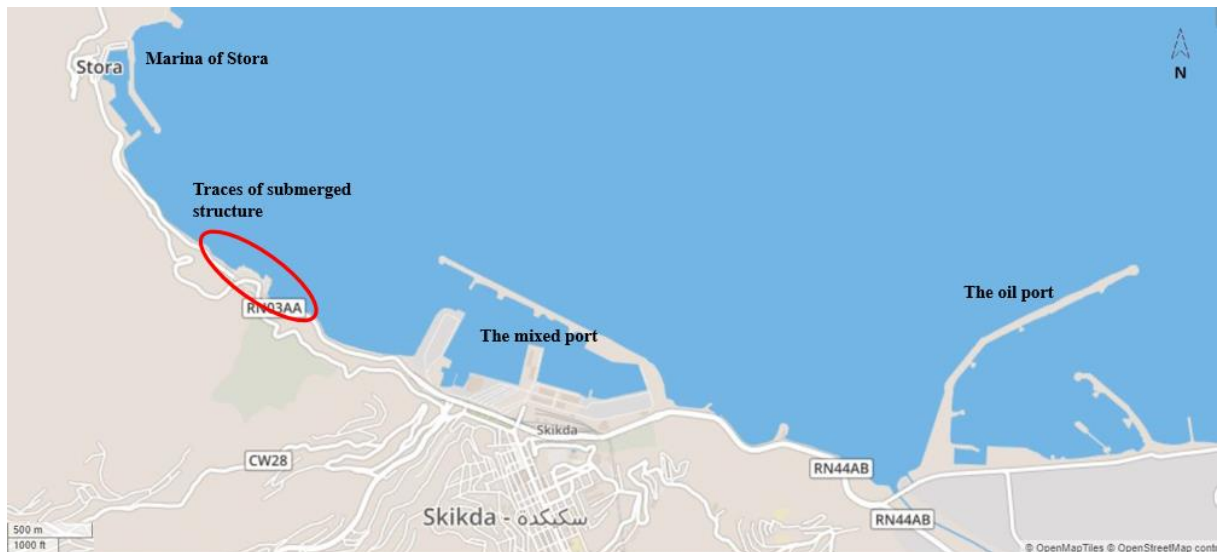 Marina of Stora
Stora
N
Traces of submerged
structure
The oil port
RN03AA
The mixed port
Skikda
CW28
RN44AB
Skikda - سكيكدة
RN44AB
500 m
1000 ft
© OpenMapTiles © OpenStreetMap contr